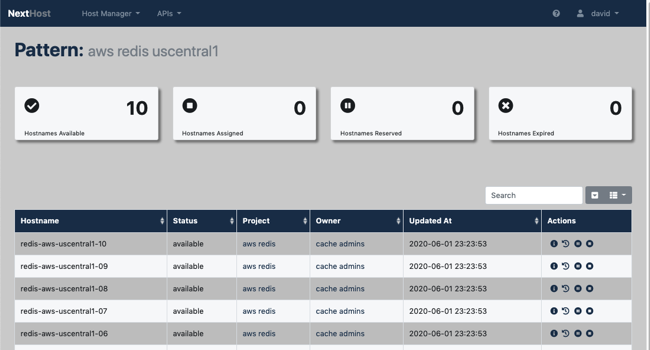 NextHost Host Manager APIs david
Pattern: aws redis uscentral1
10 0 0 0
Hostnames Available Hostnames Assigned Hostnames Reserved Hostnames Expired
Search
Hostname Status Project Owner Updated At Actions
redis-aws-uscentral1-10 available aws redis cache admins 2020-06-01 23:23:53
redis-aws-uscentral1-09 available aws redis cache admins 2020-06-01 23:23:53
redis-aws-uscentral1-08 available aws redis cache admins 2020-06-01 23:23:53
redis-aws-uscentral1-07 available aws redis cache admins 2020-06-01 23:23:53
redis-aws-uscentral1-06 available aws redis cache admins 2020-06-01 23:23:53